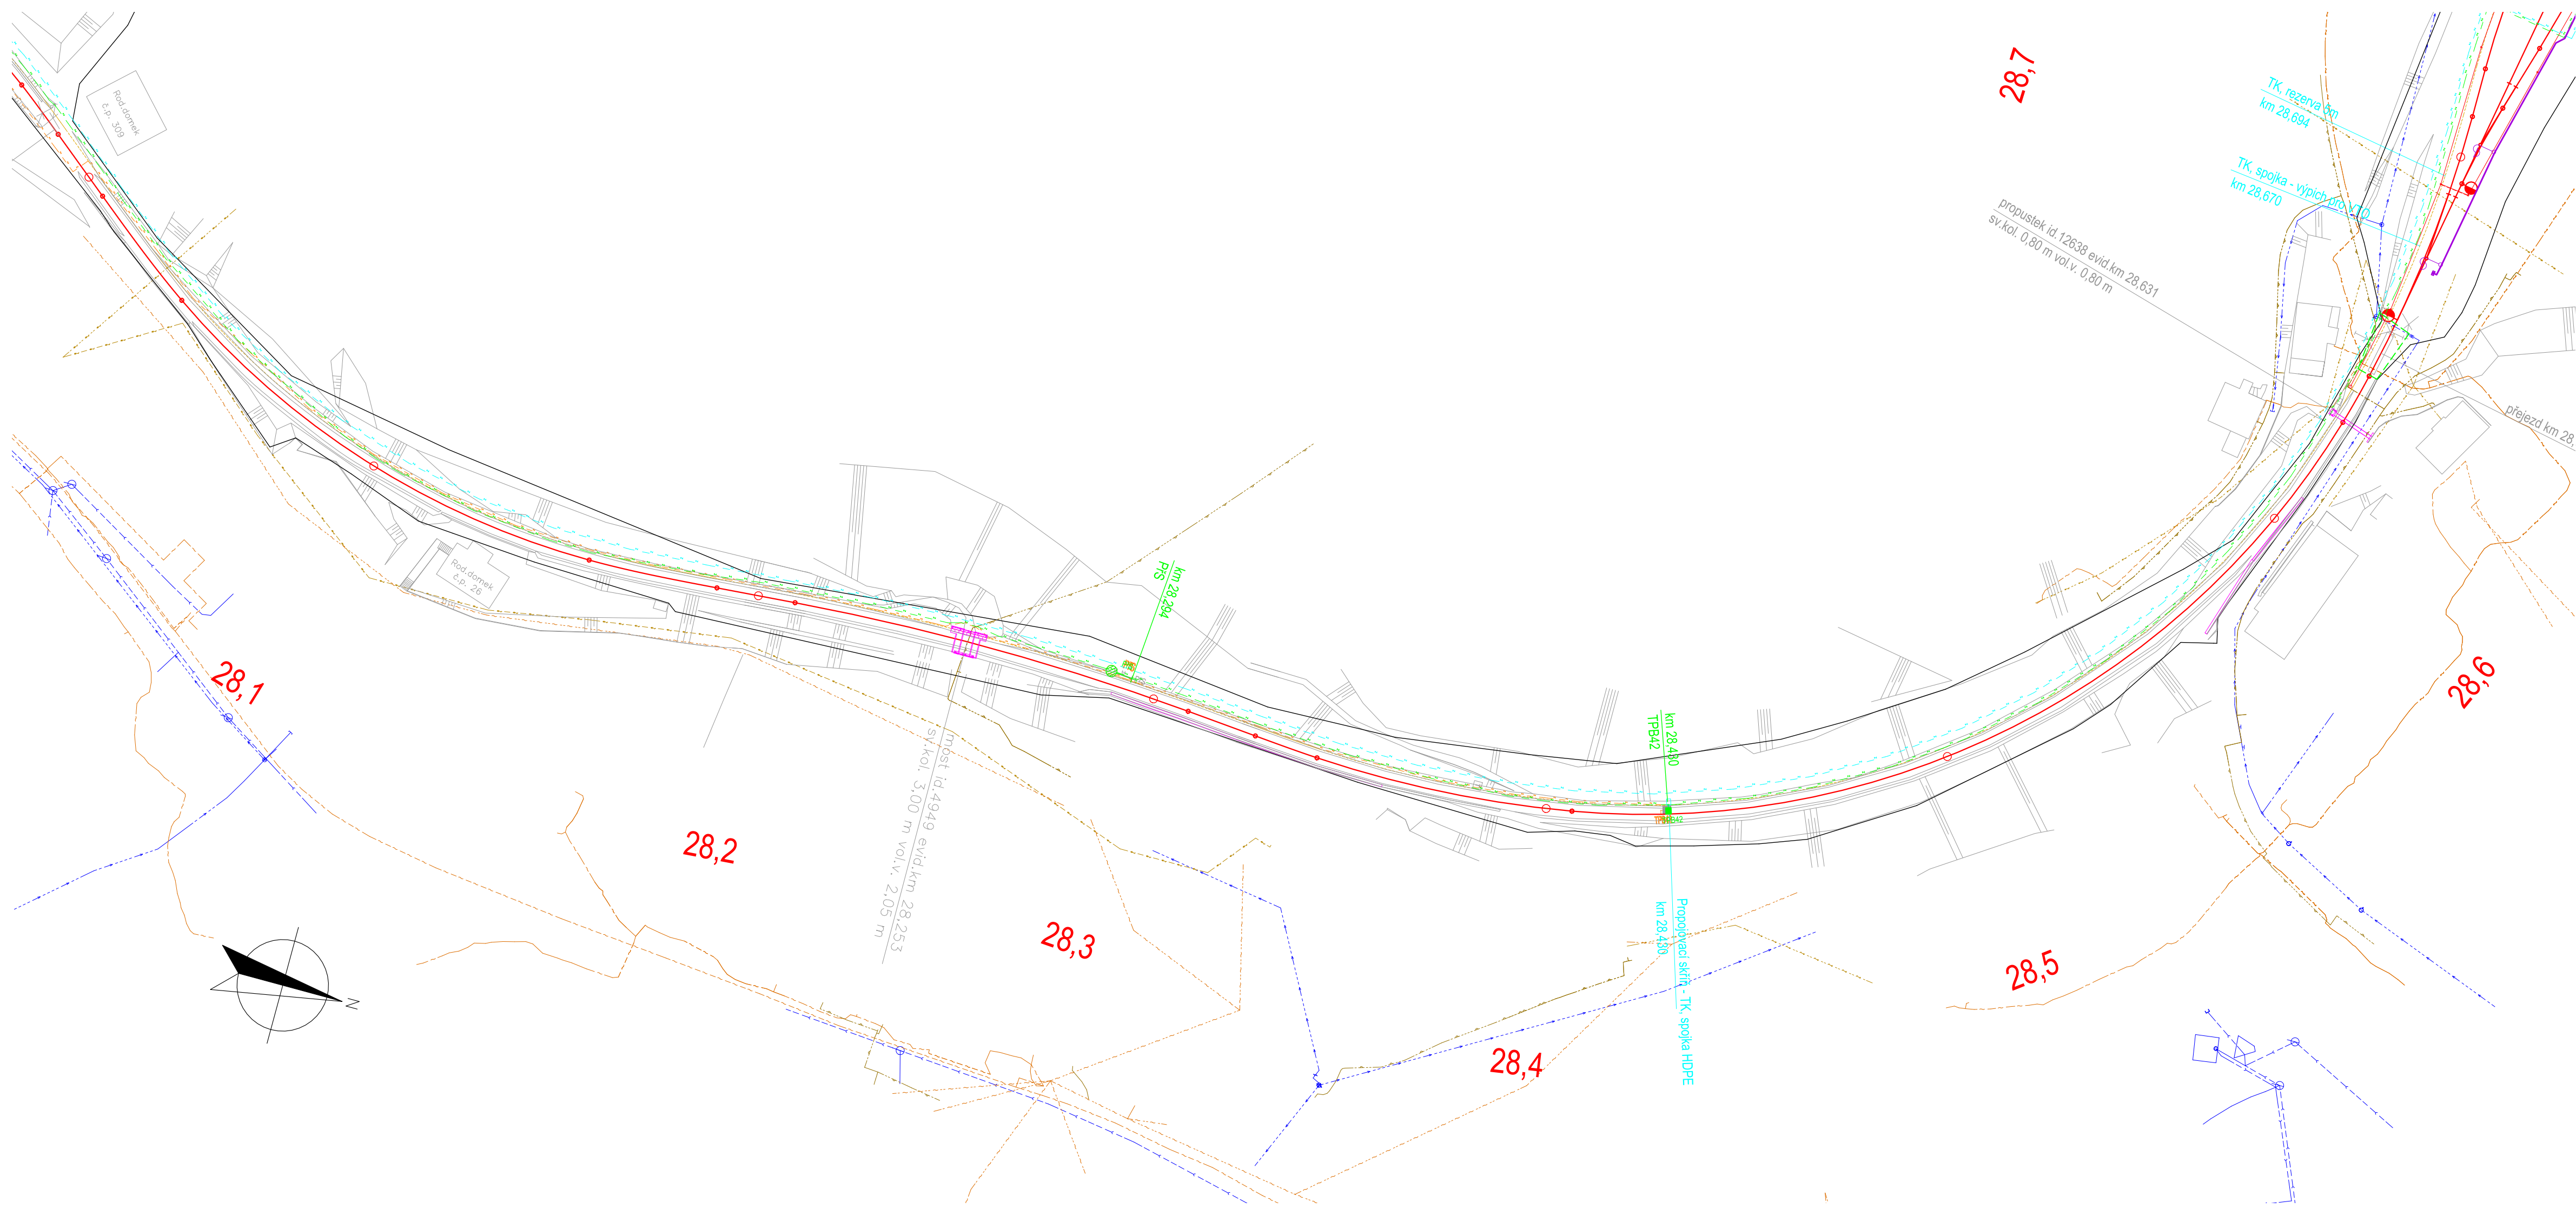 Rod.domek
č.p. 309
28,7
TK, rezerva 5m
km 28,694
TK, spojka - výpich pro VTO
km 28,670
propustek id.12638 evid.km 28,631
sv.kol. 0,80 m vol.v. 0,80 m
přejezd km 28,
Rod.domek
č.p. 26
km 28.294
PřS
28,1
28,2
most id.4949 evid.km 28,253
sv.kol. 3,00 m vol.v. 2,05 m
28,3
km 28.430
TPB42
Propojovací skříň - TK, spojka HDPE
km 28,430
28,4
28,5
28,6
N